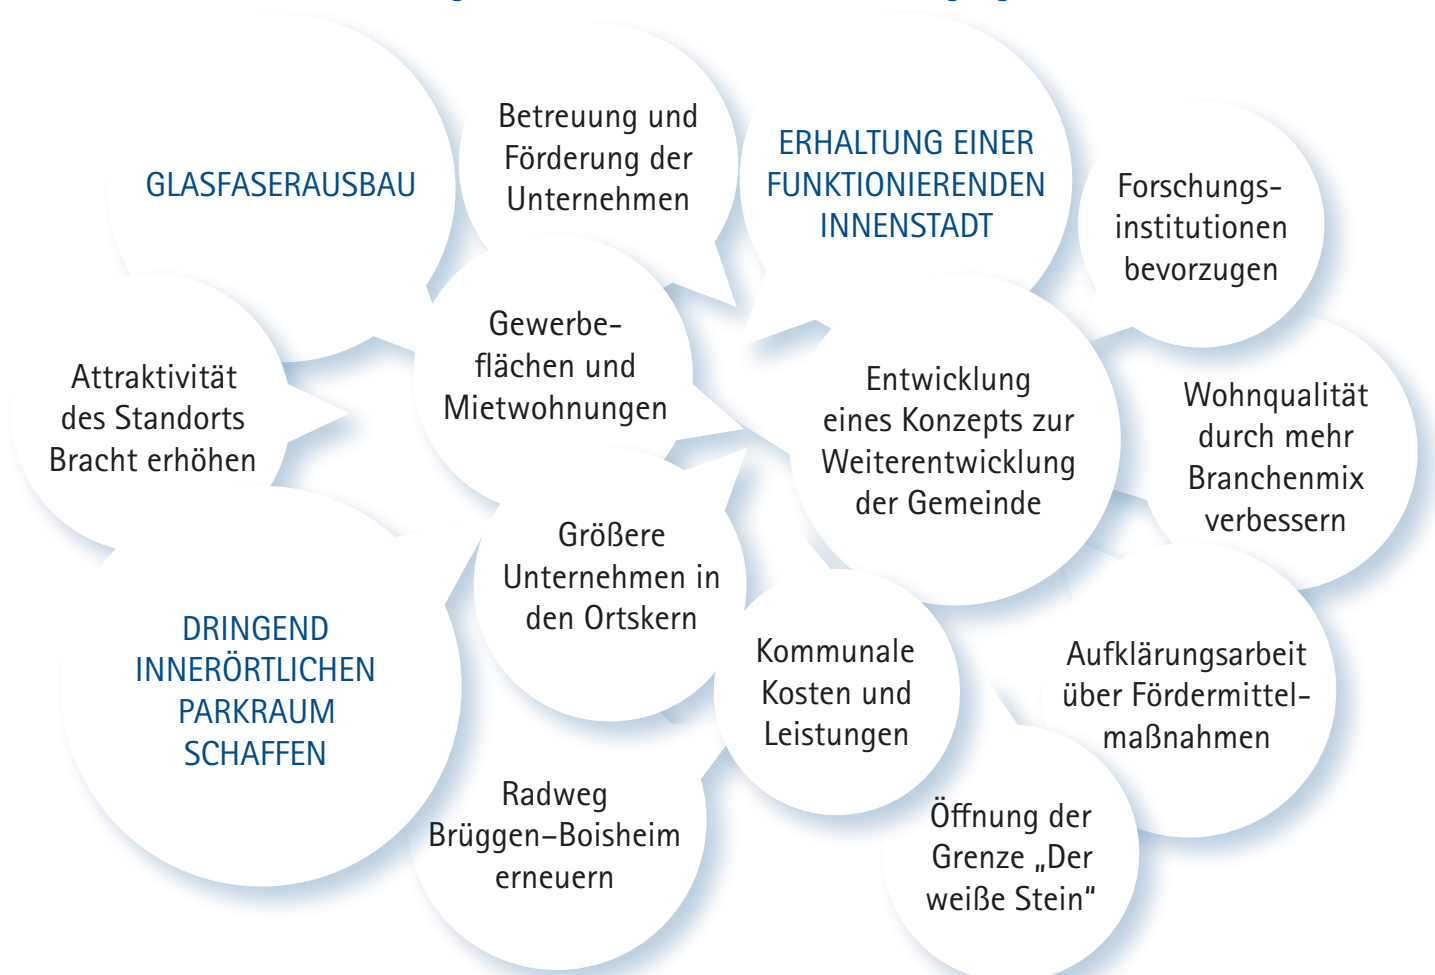 GLASFASERAUSBAU
Betreuung und
Förderung der
Unternehmen
ERHALTUNG EINER
FUNKTIONIERENDEN
INNENSTADT
Forschungs-
institutionen
bevorzugen
Attraktivität
des Standorts
Bracht erhöhen
Gewerbe-
flächen und
Mietwohnungen
Entwicklung
eines Konzepts zur
Weiterentwicklung
der Gemeinde
Wohnqualität
durch mehr
Branchenmix
verbessern
Größere
Unternehmen in
den Ortskern
DRINGEND
INNERÖRTLICHEN
PARKRAUM
SCHAFFEN
Kommunale
Kosten und
Leistungen
Aufklärungsarbeit
über Fördermittel-
maßnahmen
Radweg
Brüggen–Boisheim
erneuern
Öffnung der
Grenze „Der
weiße Stein“